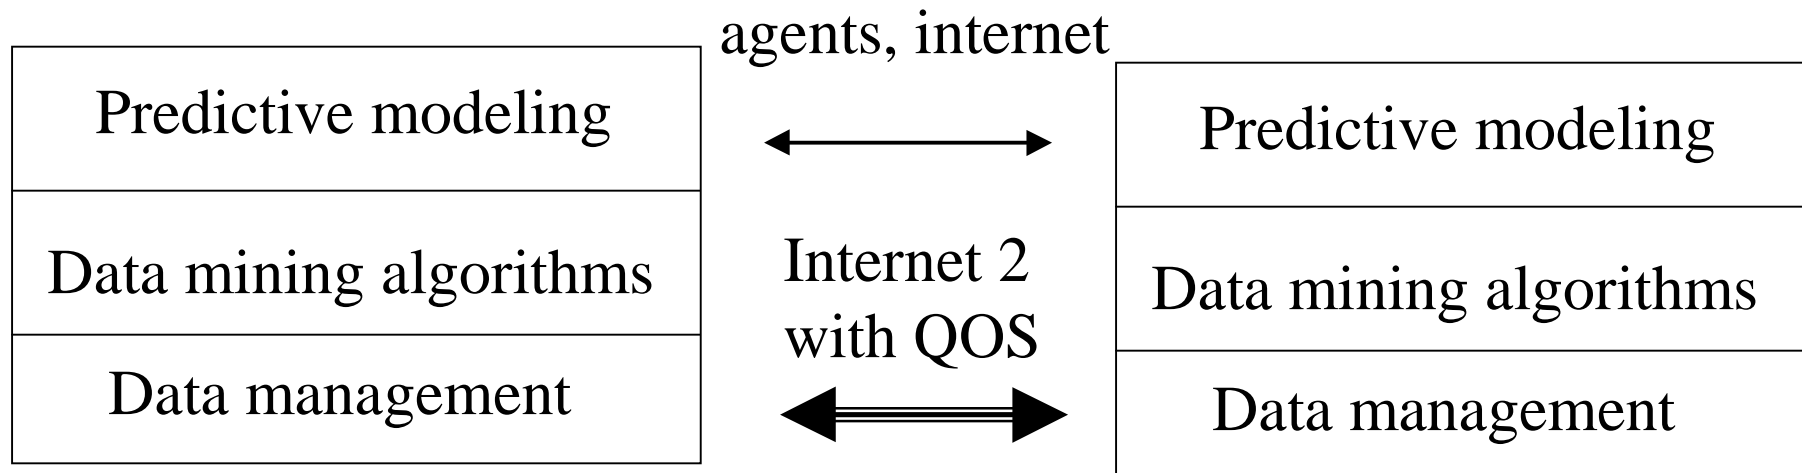 Predictive modeling
Data mining algorithms
Data management
agents, internet
Internet 2
with QOS
Predictive modeling
Data mining algorithms
Data management